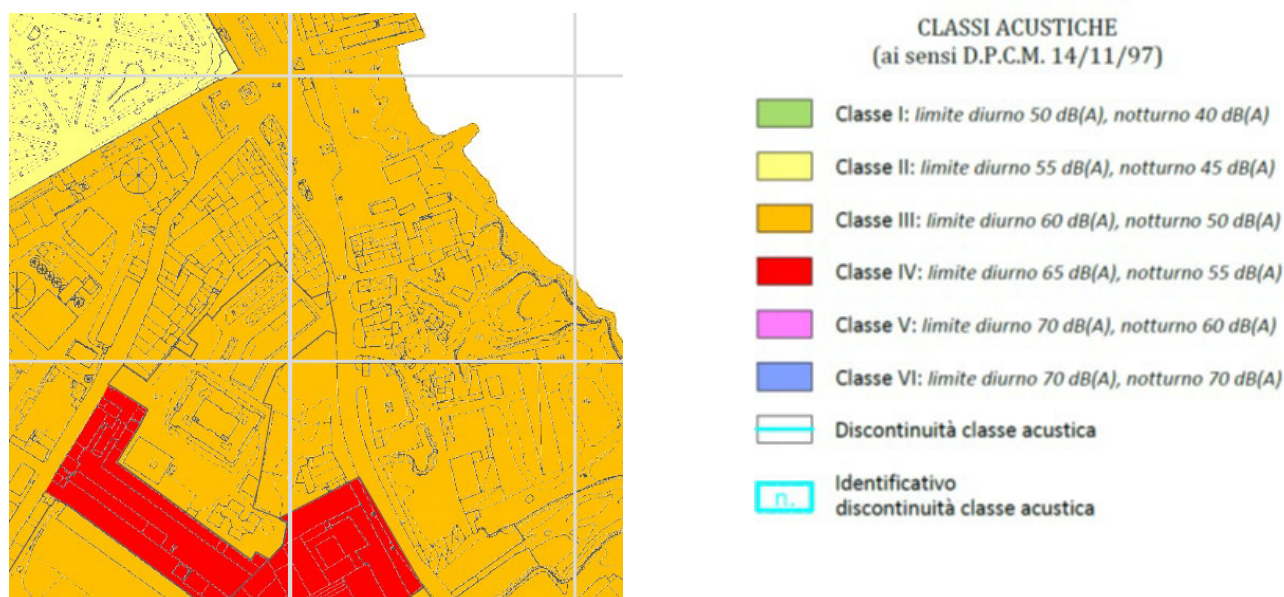 CLASSI ACUSTICHE
(ai sensi D.P.C.M. 14/11/97)
Classe I: limite diurno 50 dB(A), notturno 40 dB(A)
Classe II: limite diurno 55 dB(A), notturno 45 dB(A)
Classe III: limite diurno 60 dB(A), notturno 50 dB(A)
Classe IV: limite diurno 65 dB(A), notturno 55 dB(A)
Classe V: limite diurno 70 dB(A), notturno 60 dB(A)
Classe VI: limite diurno 70 dB(A), notturno 70 dB(A)
Discontinuità classe acustica
n.
Identificativo
discontinuità classe acustica